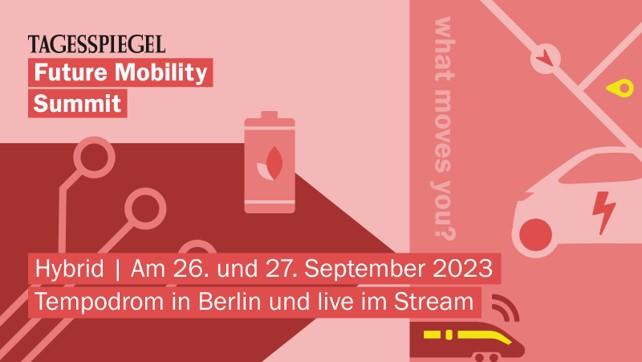 TAGESSPIEGEL
Future Mobility
Summit
what moves you?
Hybrid | Am 26. und 27. September 2023
Tempodrom in Berlin und live im Stream